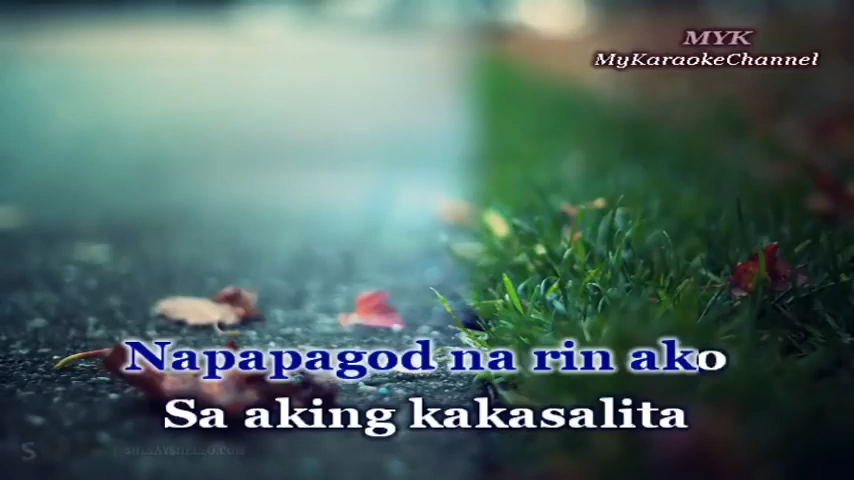 MYK
MyKaraokeChannel
Napapagod na rin ako
Sa aking kakasalita